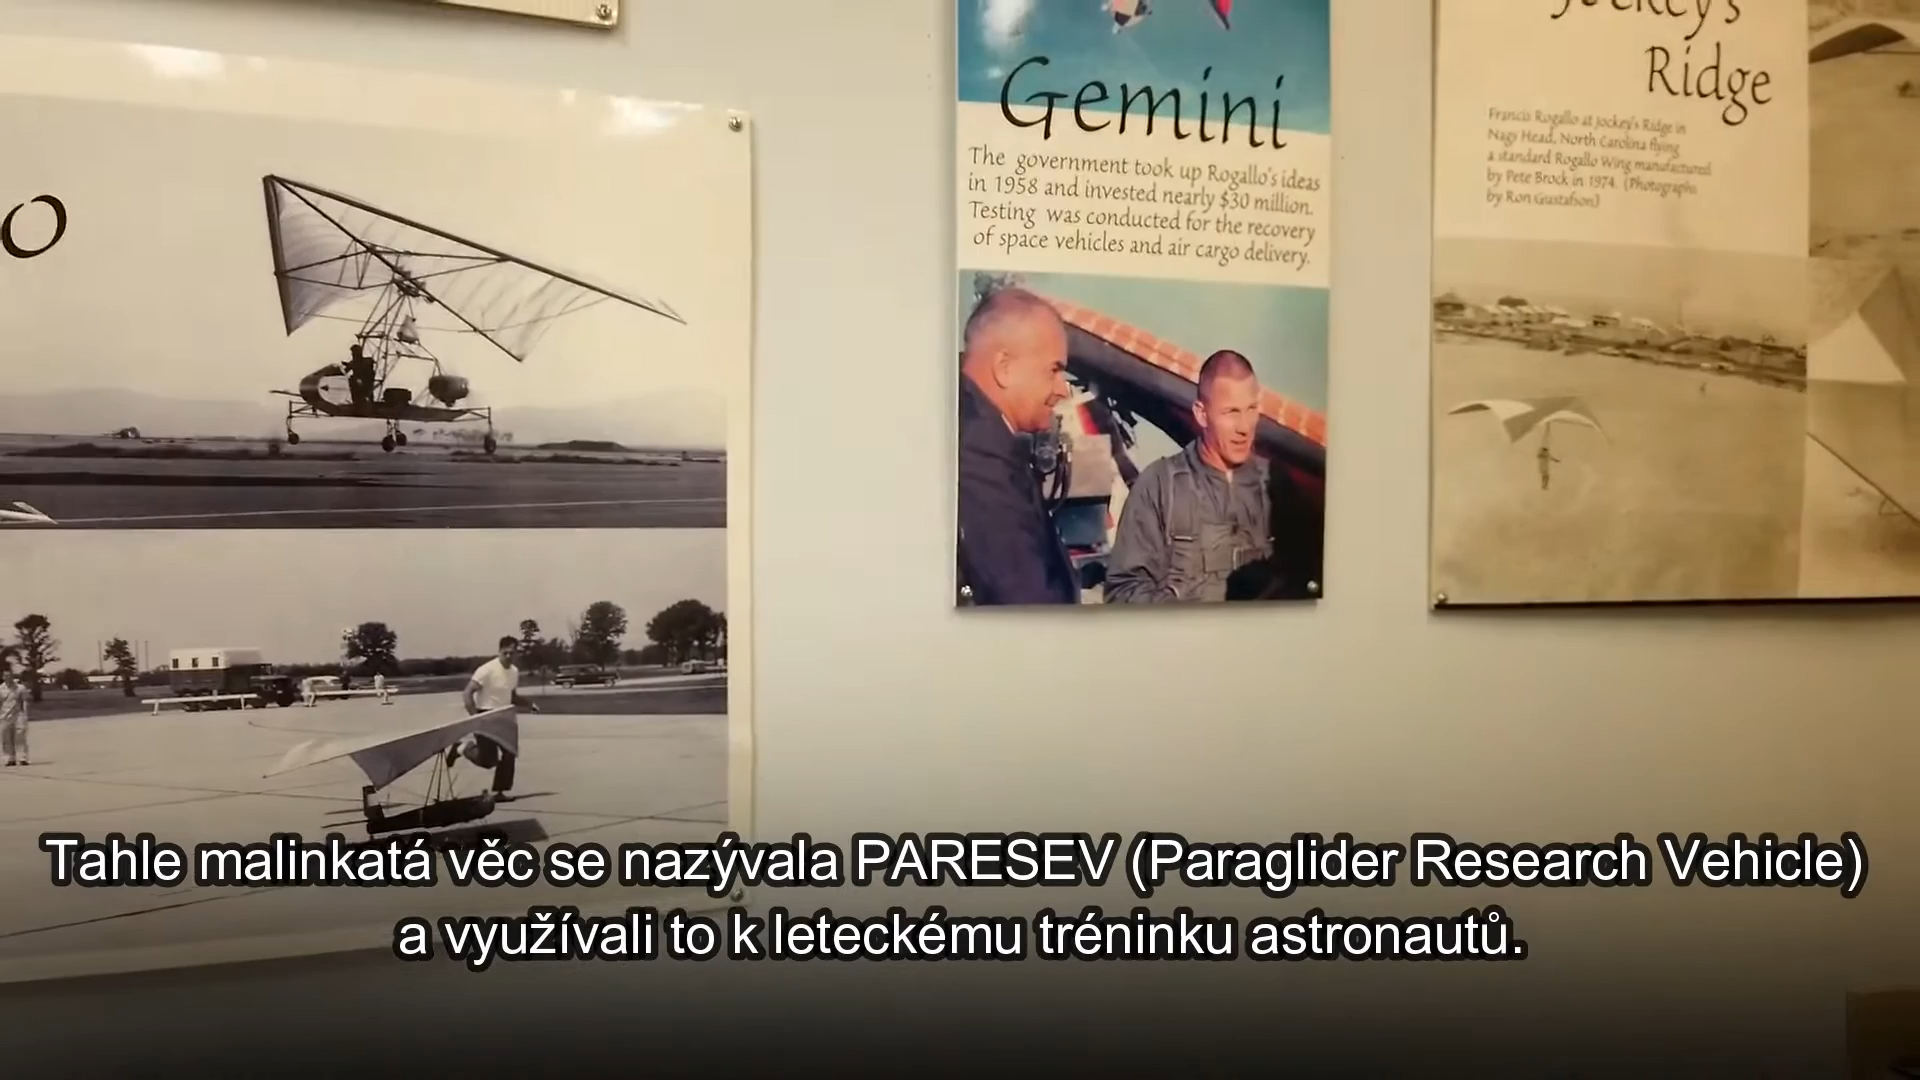 O
Gemini
The government took up Rogallo's ideas
in 1958 and invested nearly $30 million.
Testing was conducted for the recovery
of space vehicles and air cargo delivery.
Jockey's
Ridge
Francis Rogallo at Jockey's Ridge in
Nags Head, North Carolina flying
a standard Rogallo Wing manufactured
by Pete Brock in 1974. (Photographs
by Ron Gustafson)
Tahle malinkatá věc se nazývala PARESEV (Paraglider Research Vehicle)
a využívali to k leteckému tréninku astronautů.